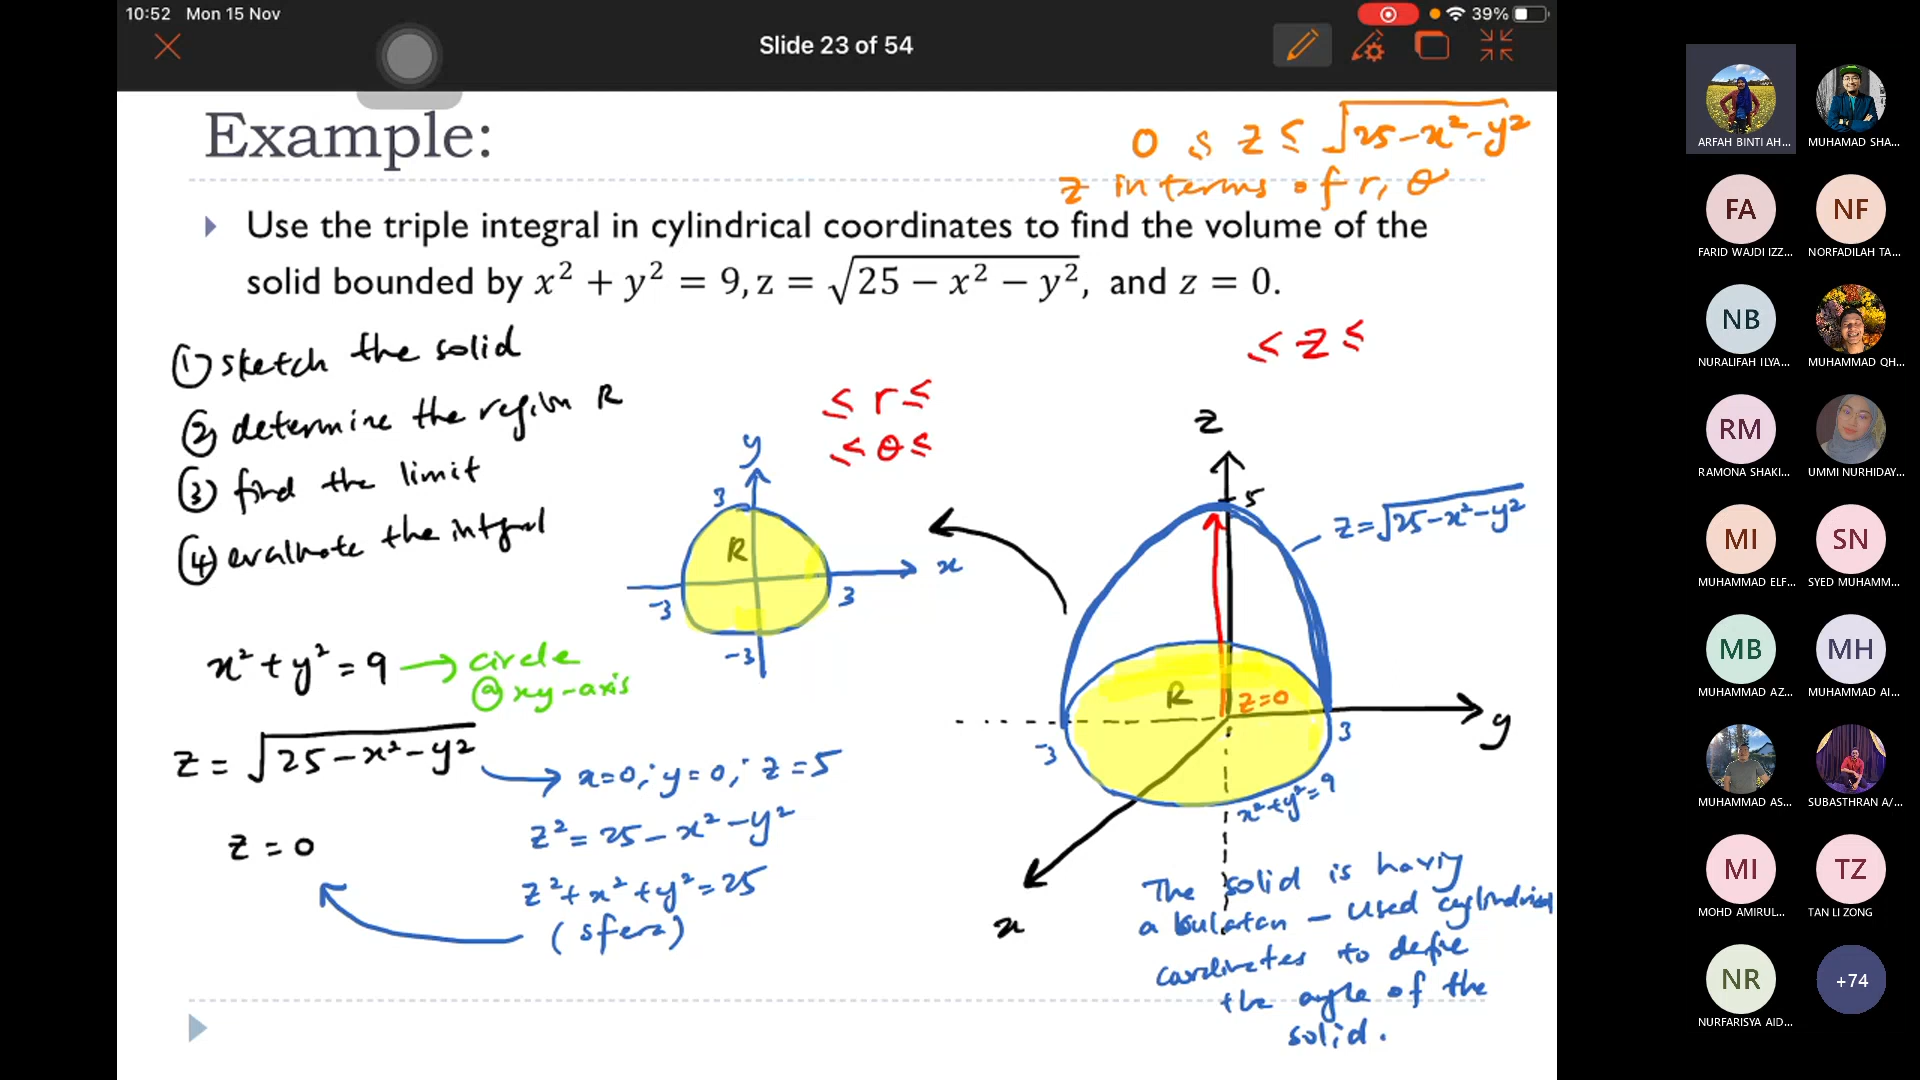 10:52 Mon 15 Nov
39%
Slide 23 of 54
Example:
0 ≤ z ≤ √25-x²-y²
z in terms of r, θ
Use the triple integral in cylindrical coordinates to find the volume of the
solid bounded by x² + y² = 9, z = √25 − x² − y², and z = 0.
① sketch the solid
② determine the region R
③ find the limit
④ evaluate the intgral
≤ r ≤
≤ θ ≤
≤ z ≤
y
3
R
x
-3
3
-3
z
5
z=√25-x²-y²
R
z=0
y
-3
3
x²+y²=9
x
x²+y²=9 → circle
@ xy-axis
z = √25-x²-y²
→ x=0; y=0; z=5
z² = 25-x²-y²
z²+x²+y²=25
(sfera)
z = 0
The solid is having
a bulatan – used cylindrical
coordinates to define
the angle of the
solid.
ARFAH BINTI AH...
MUHAMAD SHA...
FA
FARID WAJDI IZZ...
NF
NORFADILAH TA...
NB
NURALIFAH ILYA...
MUHAMMAD QH...
RM
RAMONA SHAKI...
UMMI NURHIDAY...
MI
MUHAMMAD ELF...
SN
SYED MUHAMM...
MB
MUHAMMAD AZ...
MH
MUHAMMAD AI...
MUHAMMAD AS...
SUBASTHRAN A/...
MI
MOHD AMIRUL...
TZ
TAN LI ZONG
NR
NURFARISYA AID...
+74